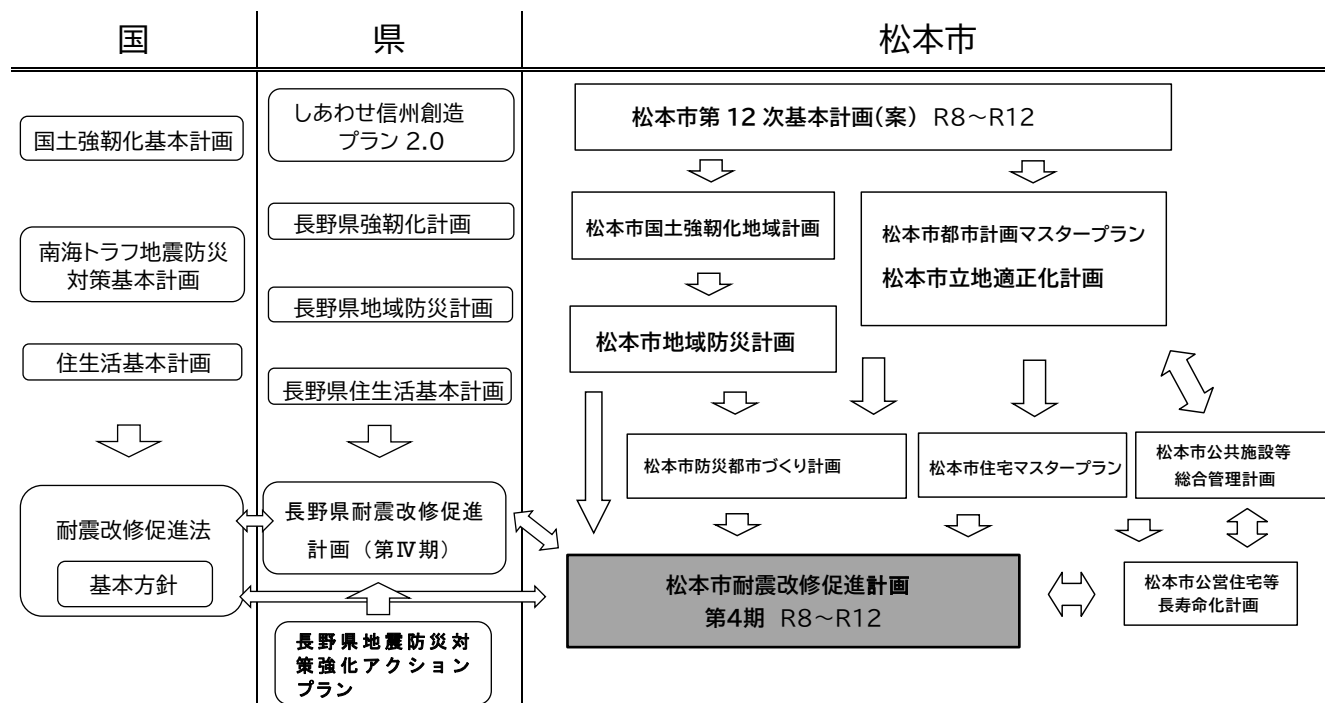 国
県
松本市
国土強靭化基本計画
南海トラフ地震防災
対策基本計画
住生活基本計画
耐震改修促進法
基本方針
しあわせ信州創造
プラン 2.0
長野県強靭化計画
長野県地域防災計画
長野県住生活基本計画
長野県耐震改修促進
計画（第Ⅳ期）
長野県地震防災対
策強化アクション
プラン
松本市第 12 次基本計画（案） R8～R12
松本市国土強靭化地域計画
松本市都市計画マスタープラン
松本市立地適正化計画
松本市地域防災計画
松本市防災都市づくり計画
松本市住宅マスタープラン
松本市公共施設等
総合管理計画
松本市耐震改修促進計画
第4期 R8～R12
松本市公営住宅等
長寿命化計画